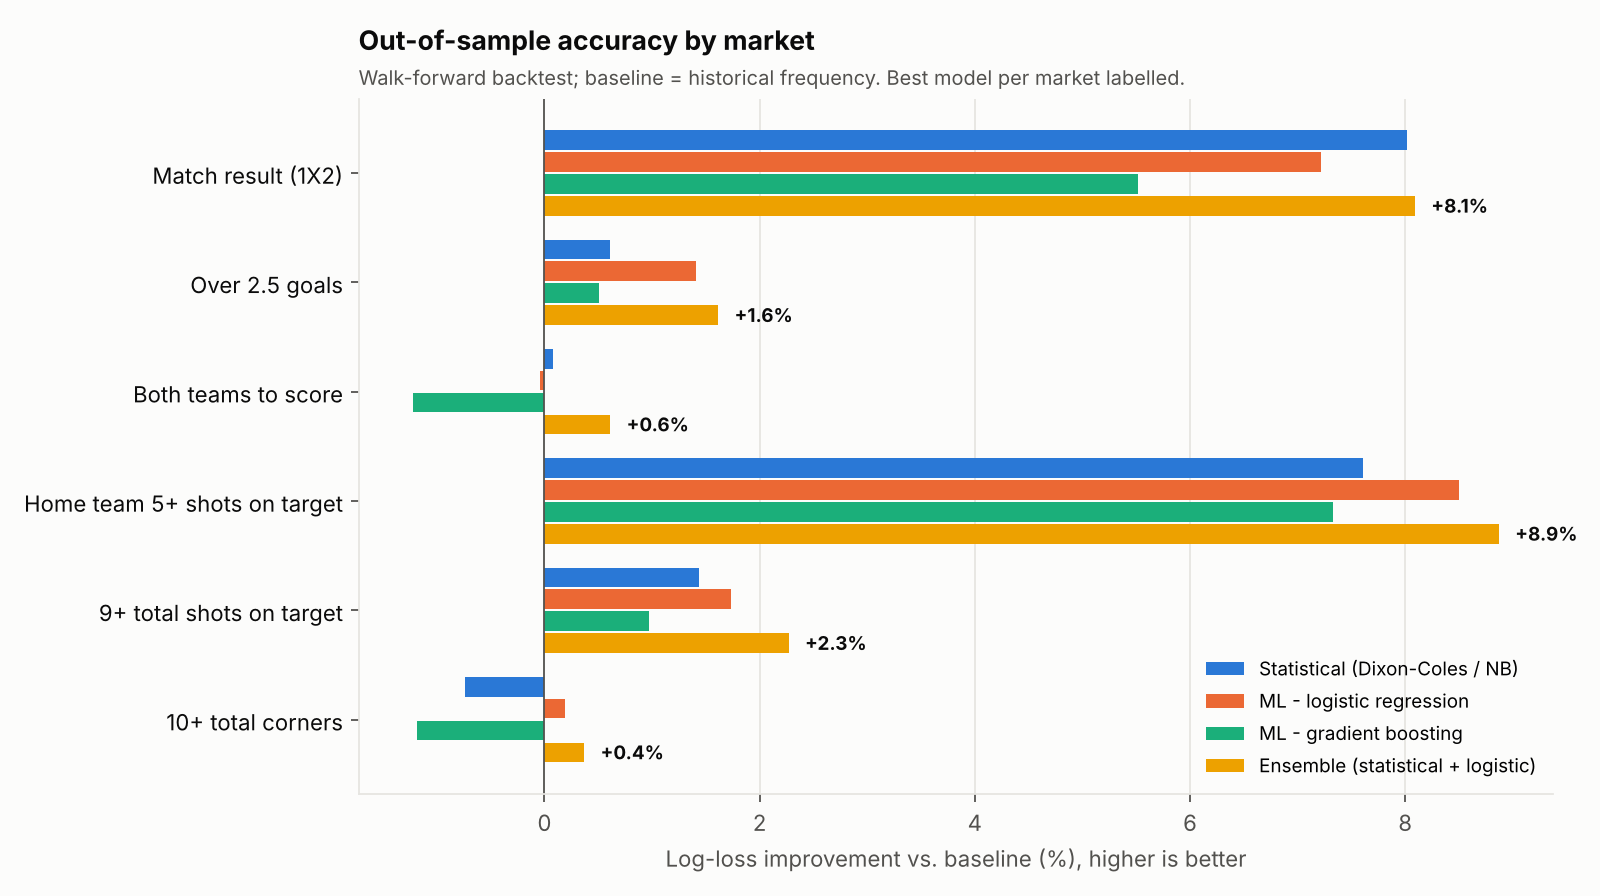 Out-of-sample accuracy by market
Walk-forward backtest; baseline = historical frequency. Best model per market labelled.
Match result (1X2)
+8.1%
Over 2.5 goals
+1.6%
Both teams to score
+0.6%
Home team 5+ shots on target
+8.9%
9+ total shots on target
+2.3%
10+ total corners
+0.4%
Statistical (Dixon-Coles / NB)
ML - logistic regression
ML - gradient boosting
Ensemble (statistical + logistic)
0 2 4 6 8
Log-loss improvement vs. baseline (%), higher is better